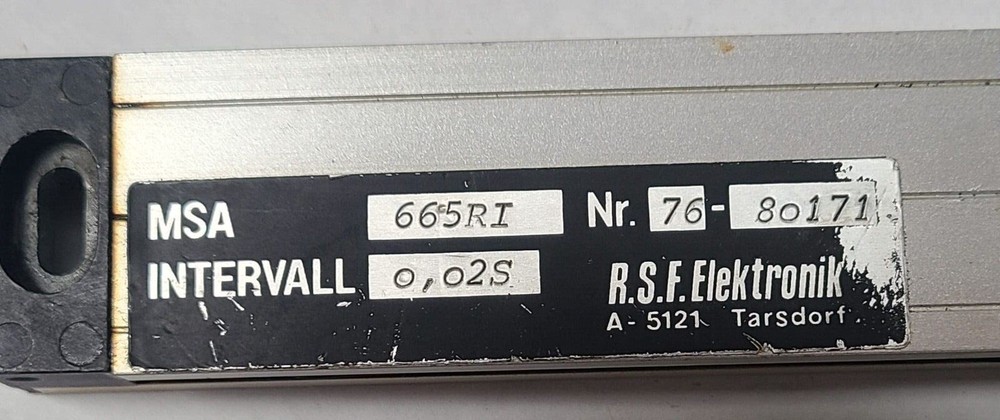 MSA 665RI Nr. 76-80171
INTERVALL 0,02S
R.S.F. Elektronik
A-5121 Tarsdorf